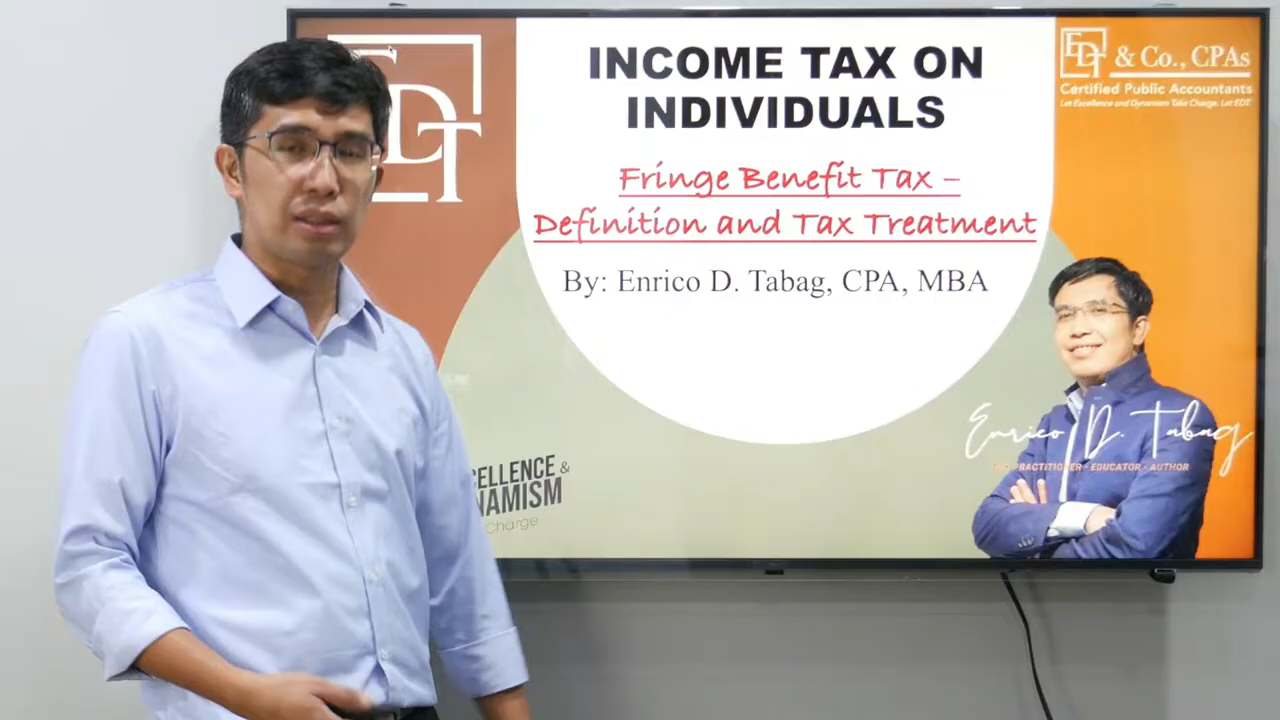 EDT
INCOME TAX ON
INDIVIDUALS
Fringe Benefit Tax –
Definition and Tax Treatment
By: Enrico D. Tabag, CPA, MBA
EDT & Co., CPAs
Certified Public Accountants
Let Excellence and Dynamism Take Charge. Let EDT.
Enrico D. Tabag
PRACTITIONER - EDUCATOR - AUTHOR
CELLENCE &
NAMISM
Charge